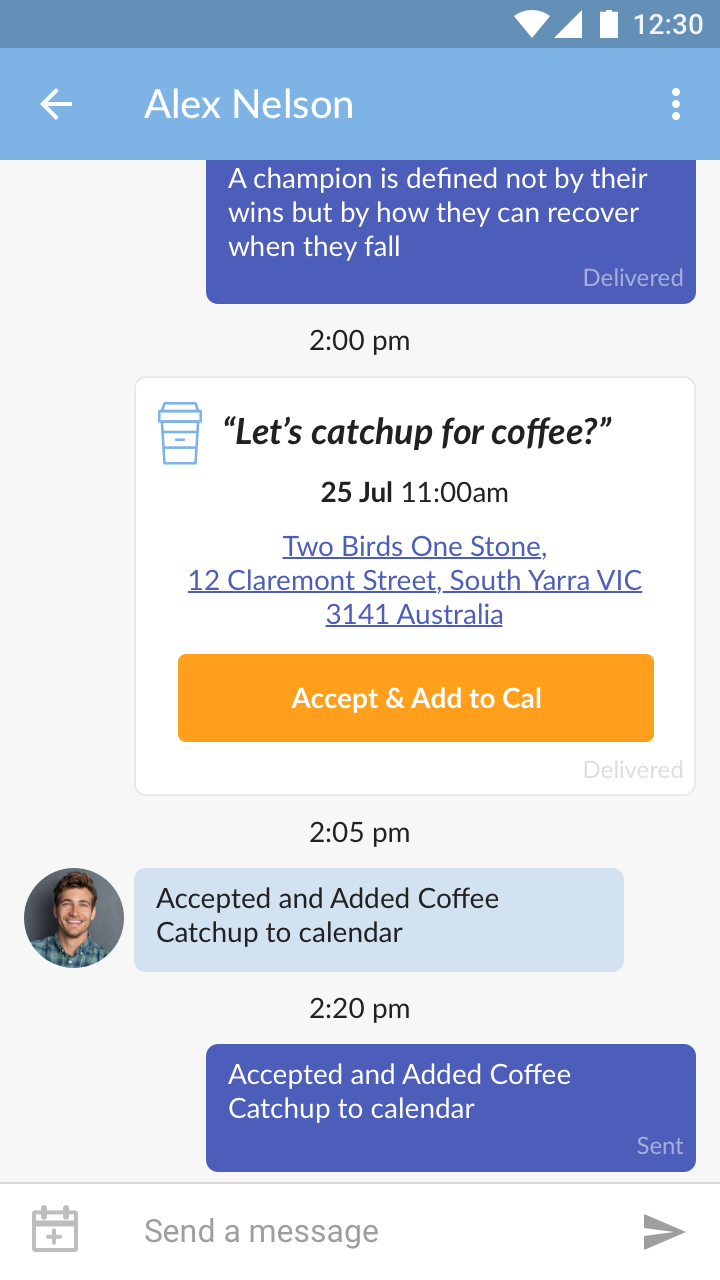 12:30
Alex Nelson
A champion is defined not by their
wins but by how they can recover
when they fall
Delivered
2:00 pm
“Let’s catchup for coffee?”
25 Jul 11:00am
Two Birds One Stone,
12 Claremont Street, South Yarra VIC
3141 Australia
Accept & Add to Cal
Delivered
2:05 pm
Accepted and Added Coffee
Catchup to calendar
2:20 pm
Accepted and Added Coffee
Catchup to calendar
Sent
Send a message